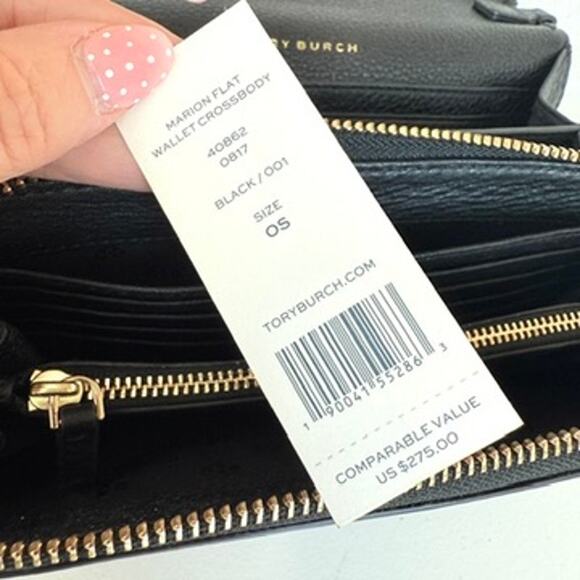 RY BURCH
MARION FLAT
WALLET CROSSBODY
40862
0817
BLACK / 001
SIZE
OS
TORYBURCH.COM
1 90041 55286 3
COMPARABLE VALUE
US $275.00